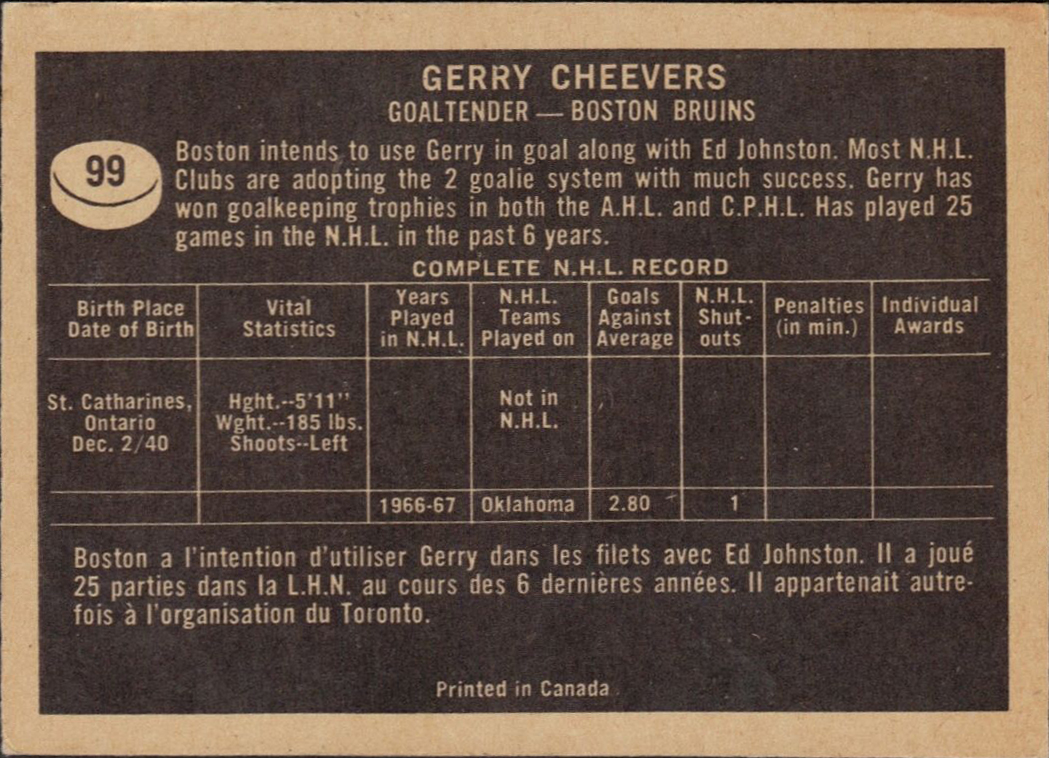 GERRY CHEEVERS
GOALTENDER — BOSTON BRUINS
99
Boston intends to use Gerry in goal along with Ed Johnston. Most N.H.L.
Clubs are adopting the 2 goalie system with much success. Gerry has
won goalkeeping trophies in both the A.H.L. and C.P.H.L. Has played 25
games in the N.H.L. in the past 6 years.
COMPLETE N.H.L. RECORD
Birth Place
Date of Birth
Vital
Statistics
Years
Played
in N.H.L.
N.H.L.
Teams
Played on
Goals
Against
Average
N.H.L.
Shut-
outs
Penalties
(in min.)
Individual
Awards
St. Catharines,
Ontario
Dec. 2/40
Hght.--5'11"
Wght.--185 lbs.
Shoots--Left
Not in
N.H.L.
1966-67 Oklahoma 2.80 1
Boston a l'intention d'utiliser Gerry dans les filets avec Ed Johnston. Il a joué
25 parties dans la L.H.N. au cours des 6 dernières années. Il appartenait autre-
fois à l'organisation du Toronto.
Printed in Canada